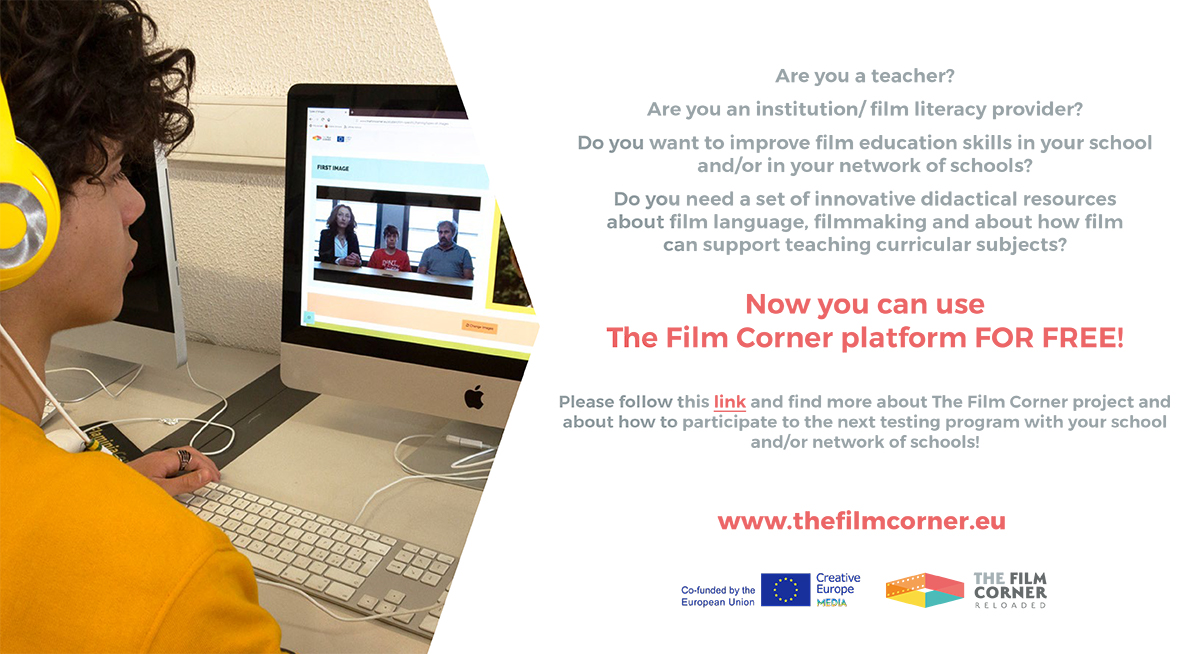 Are you a teacher?
Are you an institution/ film literacy provider?
Do you want to improve film education skills in your school
and/or in your network of schools?
Do you need a set of innovative didactical resources
about film language, filmmaking and about how film
can support teaching curricular subjects?
Now you can use
The Film Corner platform FOR FREE!
Please follow this link and find more about The Film Corner project and
about how to participate to the next testing program with your school
and/or network of schools!
www.thefilmcorner.eu
Co-funded by the
European Union
Creative
Europe
MEDIA
THE FILM
CORNER
RELOADED
FIRST IMAGE
Change images